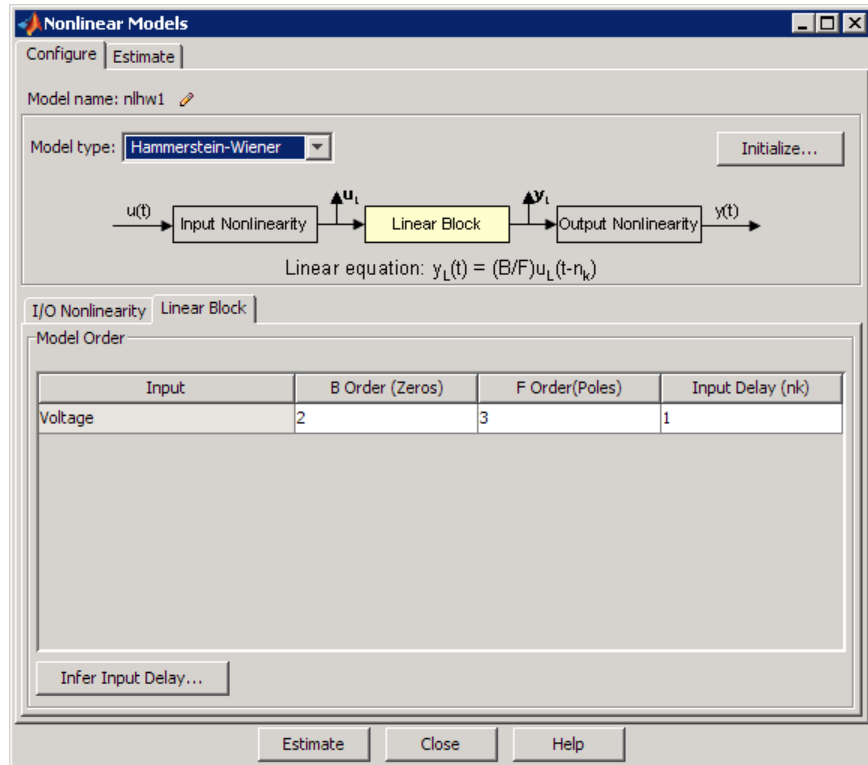 Nonlinear Models
Configure Estimate
Model name: nlhw1
Model type: Hammerstein-Wiener Initialize...
u(t) Input Nonlinearity uL Linear Block yL Output Nonlinearity y(t)
Linear equation: yL(t) = (B/F)uL(t-nk)
I/O Nonlinearity Linear Block
Model Order
Input B Order (Zeros) F Order(Poles) Input Delay (nk)
Voltage 2 3 1
Infer Input Delay...
Estimate Close Help